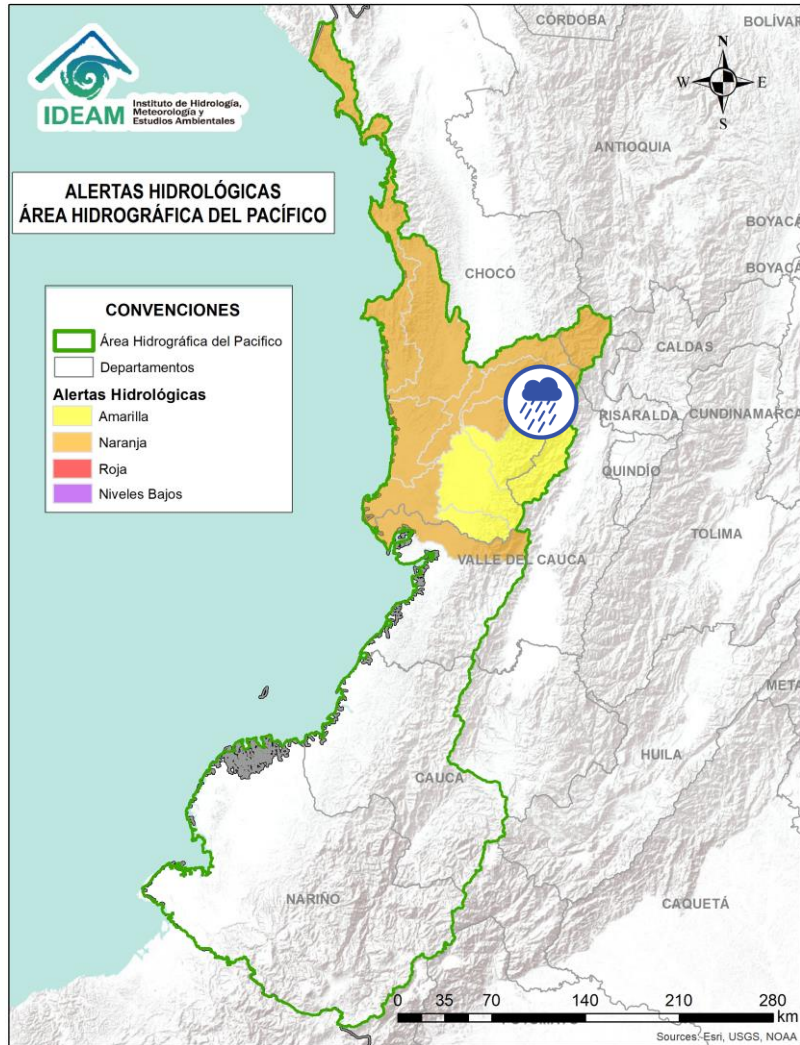 CÓRDOBA
BOLÍVAR
N
W E
S
IDEAM
Instituto de Hidrología,
Meteorología y
Estudios Ambientales
ANTIOQUIA
ALERTAS HIDROLÓGICAS
ÁREA HIDROGRÁFICA DEL PACÍFICO
BOYACÁ
BOYACÁ
CHOCÓ
CONVENCIONES
Área Hidrográfica del Pacifico
Departamentos
Alertas Hidrológicas
Amarilla
Naranja
Roja
Niveles Bajos
CALDAS
RISARALDA
CUNDINAMARCA
QUINDÍO
TOLIMA
VALLE DEL CAUCA
META
HUILA
CAUCA
NARIÑO
CAQUETÁ
0 35 70 140 210 280
km
Sources: Esri, USGS, NOAA